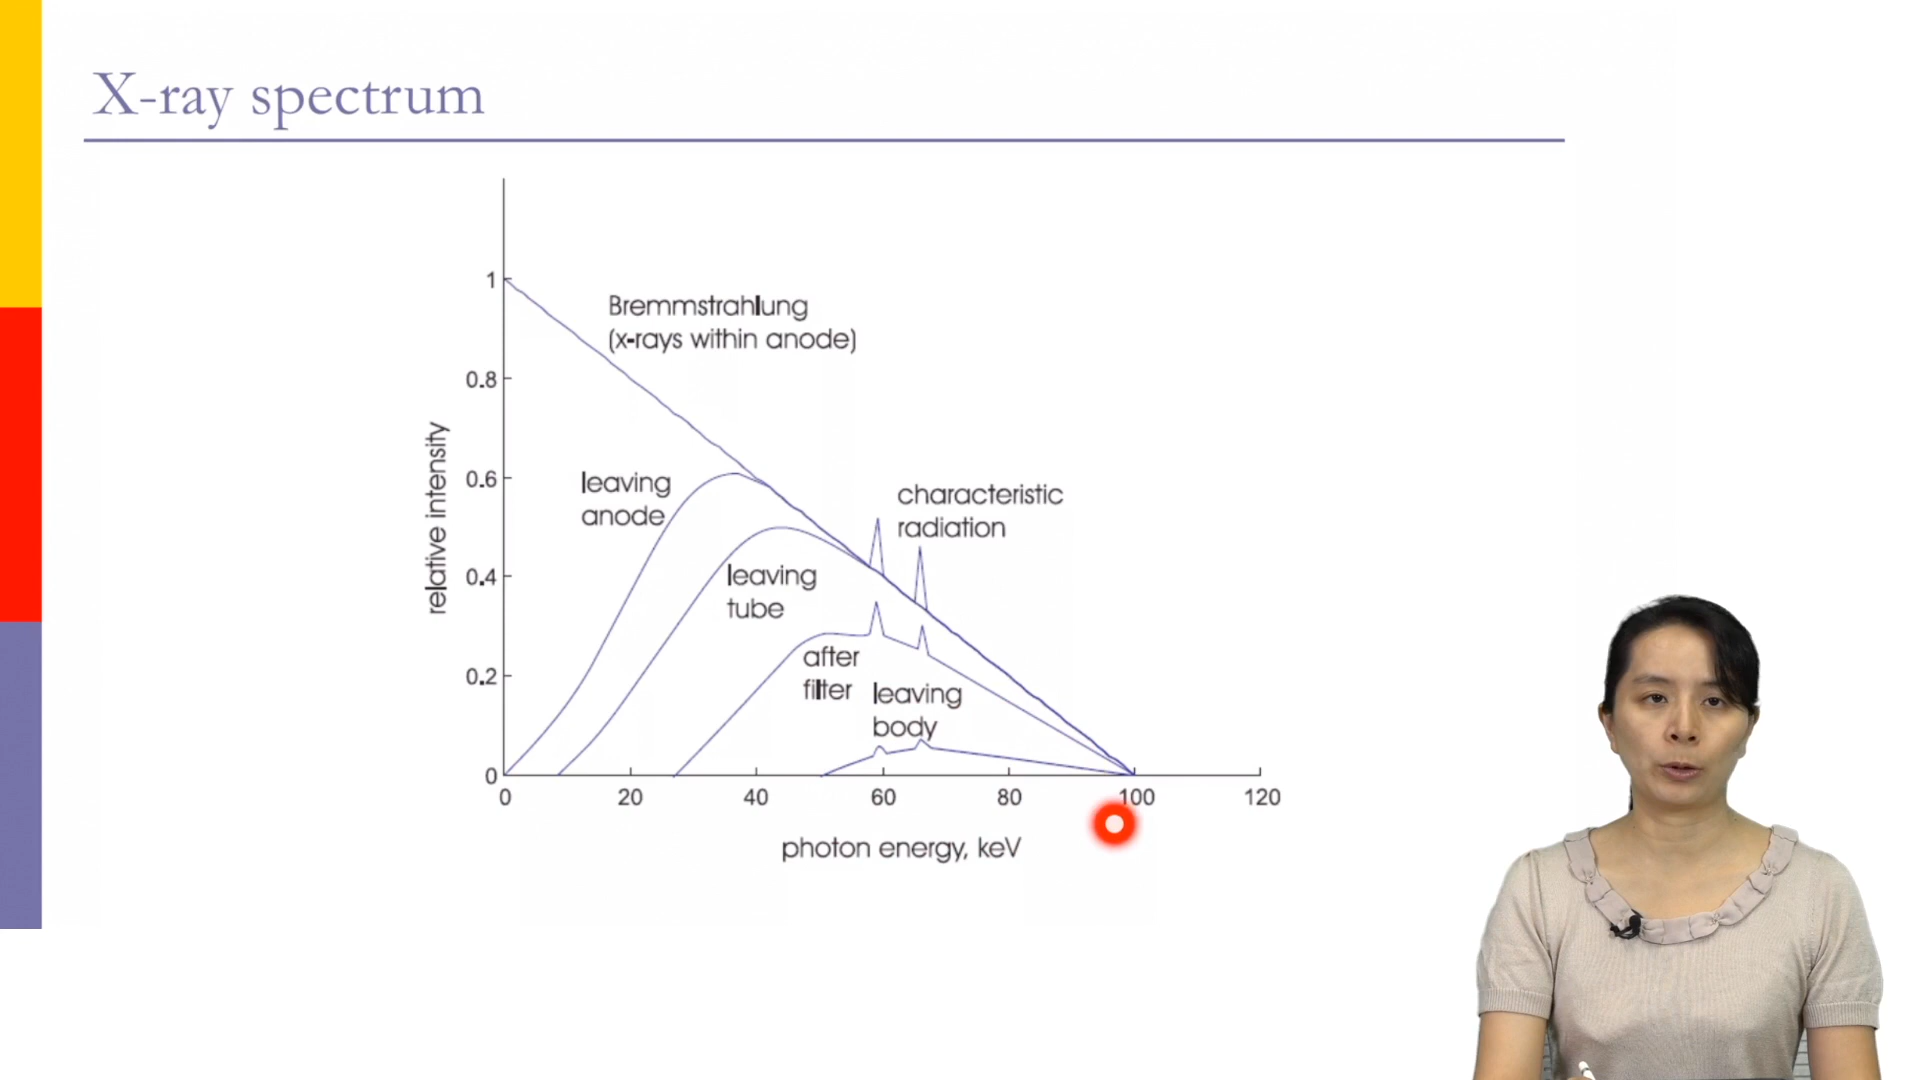 X-ray spectrum
1
Bremmstrahlung
(x-rays within anode)
0.8
relative intensity
0.6
leaving
anode
characteristic
radiation
0.4
leaving
tube
after
filter
0.2
leaving
body
0
0 20 40 60 80 100 120
photon energy, keV